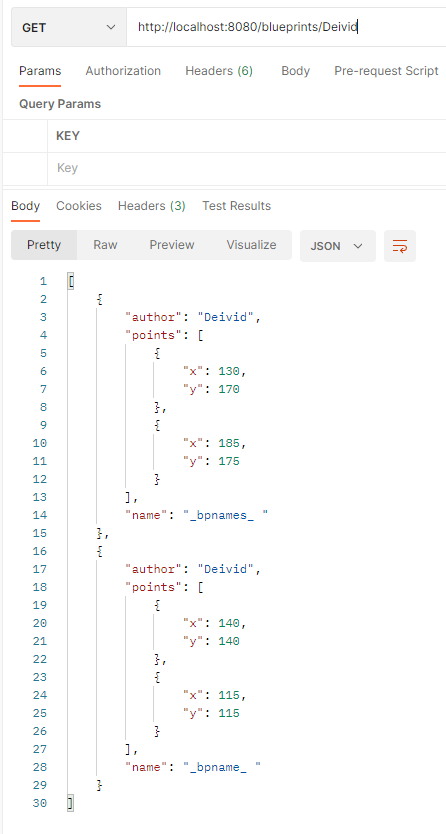 GET http://localhost:8080/blueprints/Deivid
Params Authorization Headers (6) Body Pre-request Script
Query Params
KEY
Key
Body Cookies Headers (3) Test Results
Pretty Raw Preview Visualize JSON
1 [
2 {
3 "author": "Deivid",
4 "points": [
5 {
6 "x": 130,
7 "y": 170
8 },
9 {
10 "x": 185,
11 "y": 175
12 }
13 ],
14 "name": "_bpnames_ "
15 },
16 {
17 "author": "Deivid",
18 "points": [
19 {
20 "x": 140,
21 "y": 140
22 },
23 {
24 "x": 115,
25 "y": 115
26 }
27 ],
28 "name": "_bpname_ "
29 }
30 ]